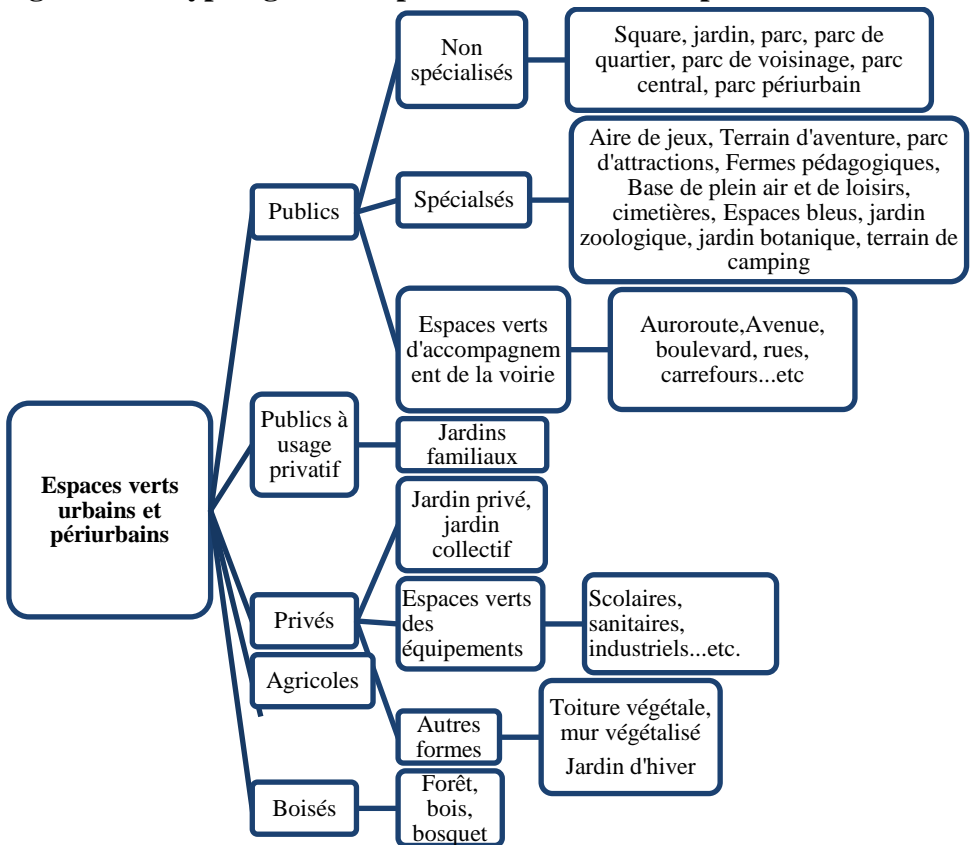 Non
spécialisés
Square, jardin, parc, parc de
quartier, parc de voisinage, parc
central, parc périurbain
Publics
Spécialsés
Aire de jeux, Terrain d'aventure, parc
d'attractions, Fermes pédagogiques,
Base de plein air et de loisirs,
cimetières, Espaces bleus, jardin
zoologique, jardin botanique, terrain de
camping
Espaces verts
d'accompagnem
ent de la voirie
Auroroute,Avenue,
boulevard, rues,
carrefours...etc
Espaces verts
urbains et
périurbains
Publics à
usage
privatif
Jardins
familiaux
Privés
Jardin privé,
jardin
collectif
Espaces verts
des
équipements
Scolaires,
sanitaires,
industriels...etc.
Autres
formes
Toiture végétale,
mur végétalisé
Jardin d'hiver
Agricoles
Boisés
Forêt,
bois,
bosquet